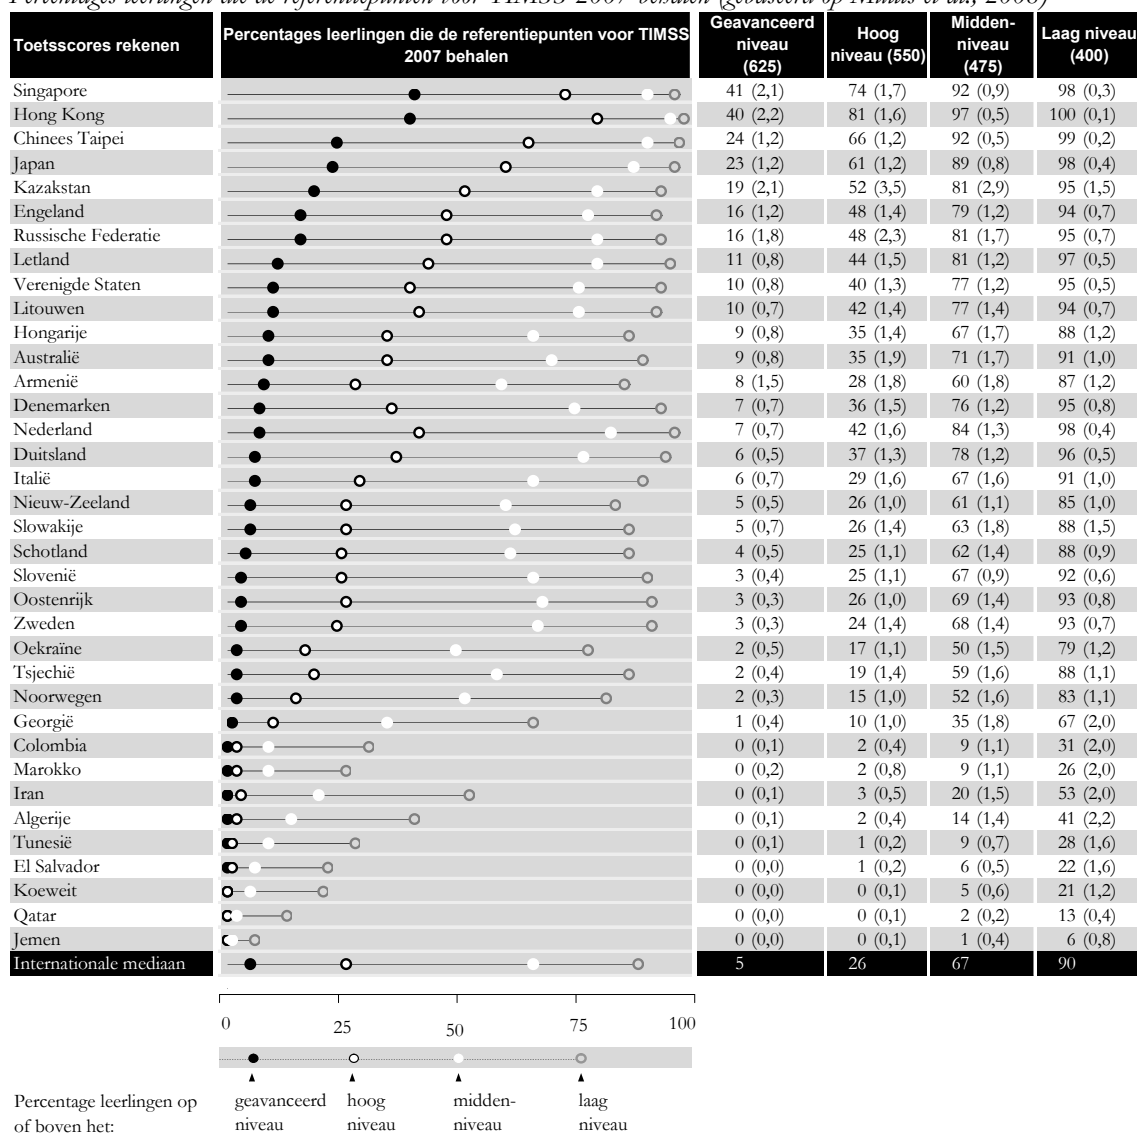 Percentages leerlingen die de referentiepunten voor TIMSS-2007 behalen (gebaseerd op Mullis et al., 2008)
Toetsscores rekenen
Percentages leerlingen die de referentiepunten voor TIMSS
2007 behalen
Geavanceerd
niveau
(625)
Hoog
niveau (550)
Midden-
niveau
(475)
Laag niveau
(400)
Singapore 41 (2,1) 74 (1,7) 92 (0,9) 98 (0,3)
Hong Kong 40 (2,2) 81 (1,6) 97 (0,5) 100 (0,1)
Chinees Taipei 24 (1,2) 66 (1,2) 92 (0,5) 99 (0,2)
Japan 23 (1,2) 61 (1,2) 89 (0,8) 98 (0,4)
Kazakstan 19 (2,1) 52 (3,5) 81 (2,9) 95 (1,5)
Engeland 16 (1,2) 48 (1,4) 79 (1,2) 94 (0,7)
Russische Federatie 16 (1,8) 48 (2,3) 81 (1,7) 95 (0,7)
Letland 11 (0,8) 44 (1,5) 81 (1,2) 97 (0,5)
Verenigde Staten 10 (0,8) 40 (1,3) 77 (1,2) 95 (0,5)
Litouwen 10 (0,7) 42 (1,4) 77 (1,4) 94 (0,7)
Hongarije 9 (0,8) 35 (1,4) 67 (1,7) 88 (1,2)
Australië 9 (0,8) 35 (1,9) 71 (1,7) 91 (1,0)
Armenië 8 (1,5) 28 (1,8) 60 (1,8) 87 (1,2)
Denemarken 7 (0,7) 36 (1,5) 76 (1,2) 95 (0,8)
Nederland 7 (0,7) 42 (1,6) 84 (1,3) 98 (0,4)
Duitsland 6 (0,5) 37 (1,3) 78 (1,2) 96 (0,5)
Italië 6 (0,7) 29 (1,6) 67 (1,6) 91 (1,0)
Nieuw-Zeeland 5 (0,5) 26 (1,0) 61 (1,1) 85 (1,0)
Slowakije 5 (0,7) 26 (1,4) 63 (1,8) 88 (1,5)
Schotland 4 (0,5) 25 (1,1) 62 (1,4) 88 (0,9)
Slovenië 3 (0,4) 25 (1,1) 67 (0,9) 92 (0,6)
Oostenrijk 3 (0,3) 26 (1,0) 69 (1,4) 93 (0,8)
Zweden 3 (0,3) 24 (1,4) 68 (1,4) 93 (0,7)
Oekraïne 2 (0,5) 17 (1,1) 50 (1,5) 79 (1,2)
Tsjechië 2 (0,4) 19 (1,4) 59 (1,6) 88 (1,1)
Noorwegen 2 (0,3) 15 (1,0) 52 (1,6) 83 (1,1)
Georgië 1 (0,4) 10 (1,0) 35 (1,8) 67 (2,0)
Colombia 0 (0,1) 2 (0,4) 9 (1,1) 31 (2,0)
Marokko 0 (0,2) 2 (0,8) 9 (1,1) 26 (2,0)
Iran 0 (0,1) 3 (0,5) 20 (1,5) 53 (2,0)
Algerije 0 (0,1) 2 (0,4) 14 (1,4) 41 (2,2)
Tunesië 0 (0,1) 1 (0,2) 9 (0,7) 28 (1,6)
El Salvador 0 (0,0) 1 (0,2) 6 (0,5) 22 (1,6)
Koeweit 0 (0,0) 0 (0,1) 5 (0,6) 21 (1,2)
Qatar 0 (0,0) 0 (0,1) 2 (0,2) 13 (0,4)
Jemen 0 (0,0) 0 (0,1) 1 (0,4) 6 (0,8)
Internationale mediaan 5 26 67 90
0 25 50 75 100
Percentage leerlingen op
of boven het:
geavanceerd
niveau
hoog
niveau
midden-
niveau
laag
niveau